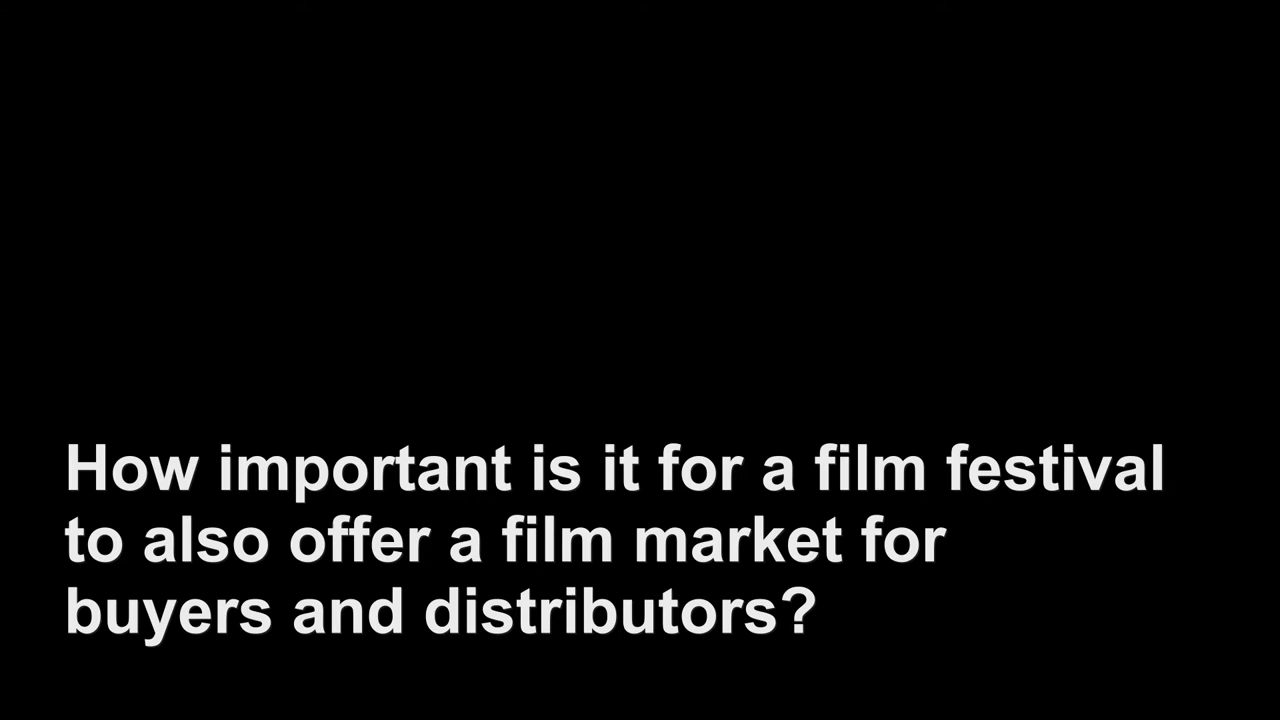 How important is it for a film festival
to also offer a film market for
buyers and distributors?